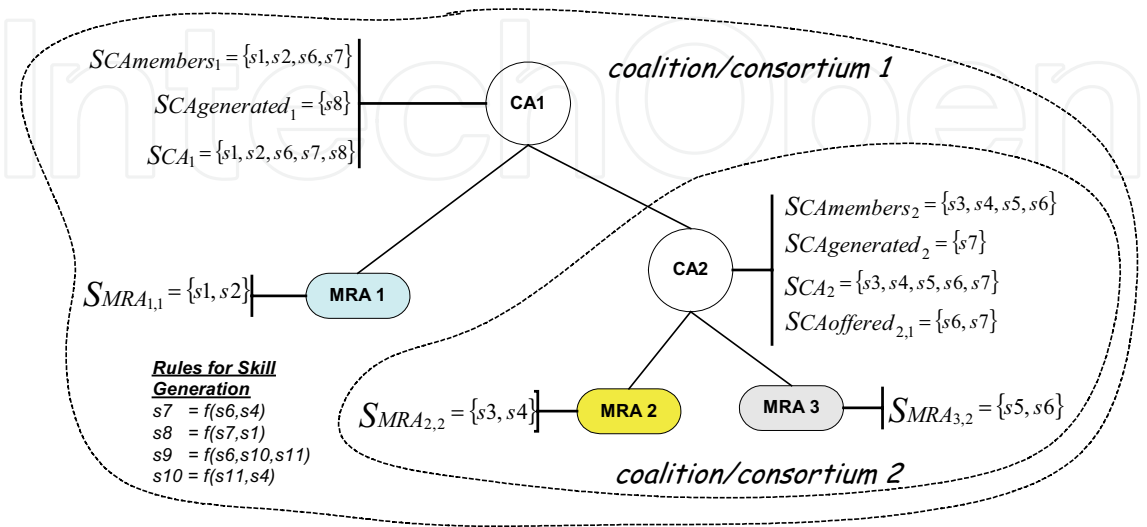 IntechOpen
SCAmembers1 = {s1, s2, s6, s7}
SCAgenerated1 = {s8}
SCA1 = {s1, s2, s6, s7, s8}
CA1
coalition/consortium 1
SCAmembers2 = {s3, s4, s5, s6}
SCAgenerated2 = {s7}
SCA2 = {s3, s4, s5, s6, s7}
SCAoffered2,1 = {s6, s7}
CA2
SMRA1,1 = {s1, s2}
MRA 1
Rules for Skill
Generation
s7 = f(s6,s4)
s8 = f(s7,s1)
s9 = f(s6,s10,s11)
s10 = f(s11,s4)
SMRA2,2 = {s3, s4}
MRA 2
MRA 3
SMRA3,2 = {s5, s6}
coalition/consortium 2